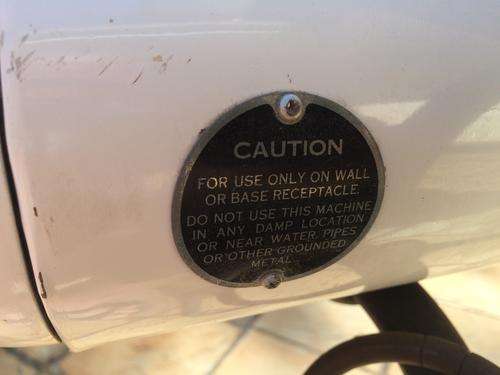 CAUTION
FOR USE ONLY ON WALL
OR BASE RECEPTACLE.
DO NOT USE THIS MACHINE
IN ANY DAMP LOCATION
OR NEAR WATER PIPES
OR OTHER GROUNDED
METAL.